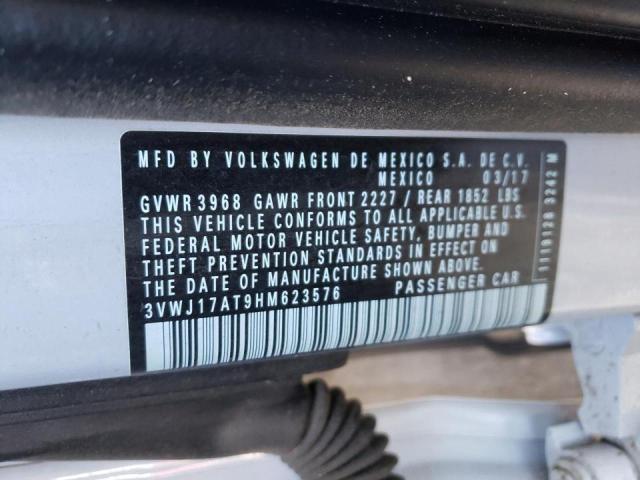 MFD BY VOLKSWAGEN DE MEXICO S.A. DE C.V.
MEXICO 03/17
GVWR 3968 GAWR FRONT 2227 / REAR 1852 LBS
THIS VEHICLE CONFORMS TO ALL APPLICABLE U.S.
FEDERAL MOTOR VEHICLE SAFETY, BUMPER AND
THEFT PREVENTION STANDARDS IN EFFECT ON
THE DATE OF MANUFACTURE SHOWN ABOVE.
3VWJ17AT9HM623576 PASSENGER CAR
1119128 3242 M